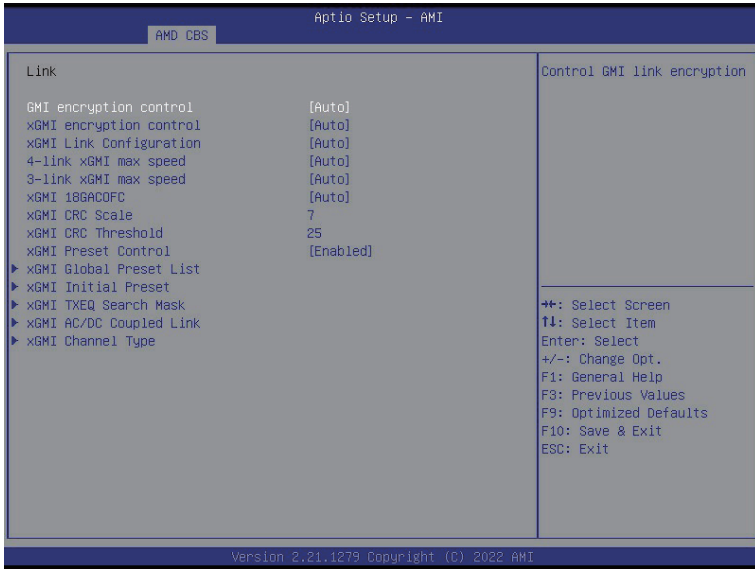 Aptio Setup - AMI
AMD CBS
Link
GMI encryption control [Auto]
xGMI encryption control [Auto]
xGMI Link Configuration [Auto]
4-link xGMI max speed [Auto]
3-link xGMI max speed [Auto]
xGMI 18GACOFC [Auto]
xGMI CRC Scale 7
xGMI CRC Threshold 25
xGMI Preset Control [Enabled]
▶ xGMI Global Preset List
▶ xGMI Initial Preset
▶ xGMI TXEQ Search Mask
▶ xGMI AC/DC Coupled Link
▶ xGMI Channel Type
Control GMI link encryption
→←: Select Screen
↑↓: Select Item
Enter: Select
+/-: Change Opt.
F1: General Help
F3: Previous Values
F9: Optimized Defaults
F10: Save & Exit
ESC: Exit
Version 2.21.1279 Copyright (C) 2022 AMI